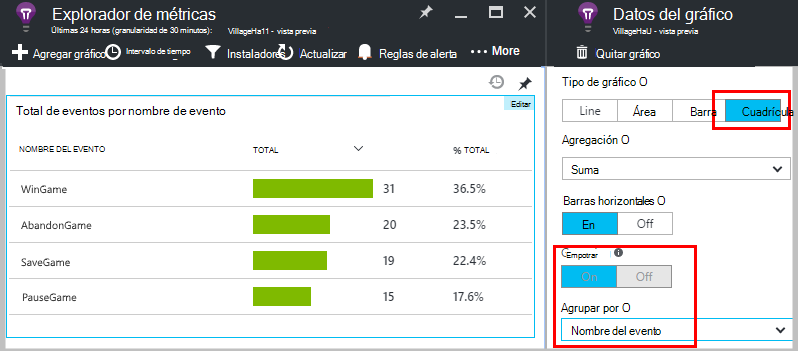 Explorador de métricas
Últimas 24 horas (granularidad de 30 minutos): VillageHa11 - vista previa
Agregar gráfico Intervalo de tiempo Instaladores Actualizar Reglas de alerta ... More
Editar
Total de eventos por nombre de evento
NOMBRE DEL EVENTO TOTAL % TOTAL
WinGame 31 36.5%
AbandonGame 20 23.5%
SaveGame 19 22.4%
PauseGame 15 17.6%
Datos del gráfico
VillageHaU - vista previa
Quitar gráfico
Tipo de gráfico O
Line Área Barra Cuadrícula
Agregación O
Suma
Barras horizontales O
En Off
Empotrar
On Off
Agrupar por O
Nombre del evento